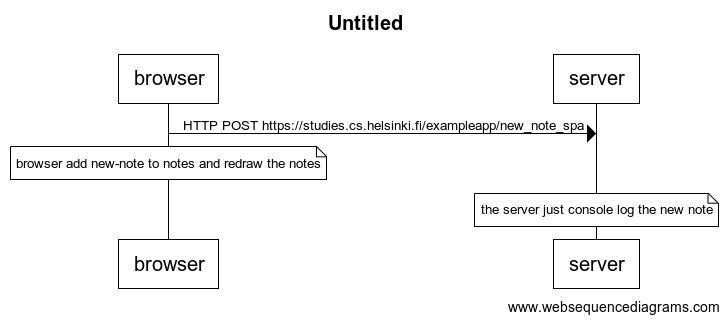 Untitled
browser
server
HTTP POST https://studies.cs.helsinki.fi/exampleapp/new_note_spa
browser add new-note to notes and redraw the notes
the server just console log the new note
browser
server
www.websequencediagrams.com